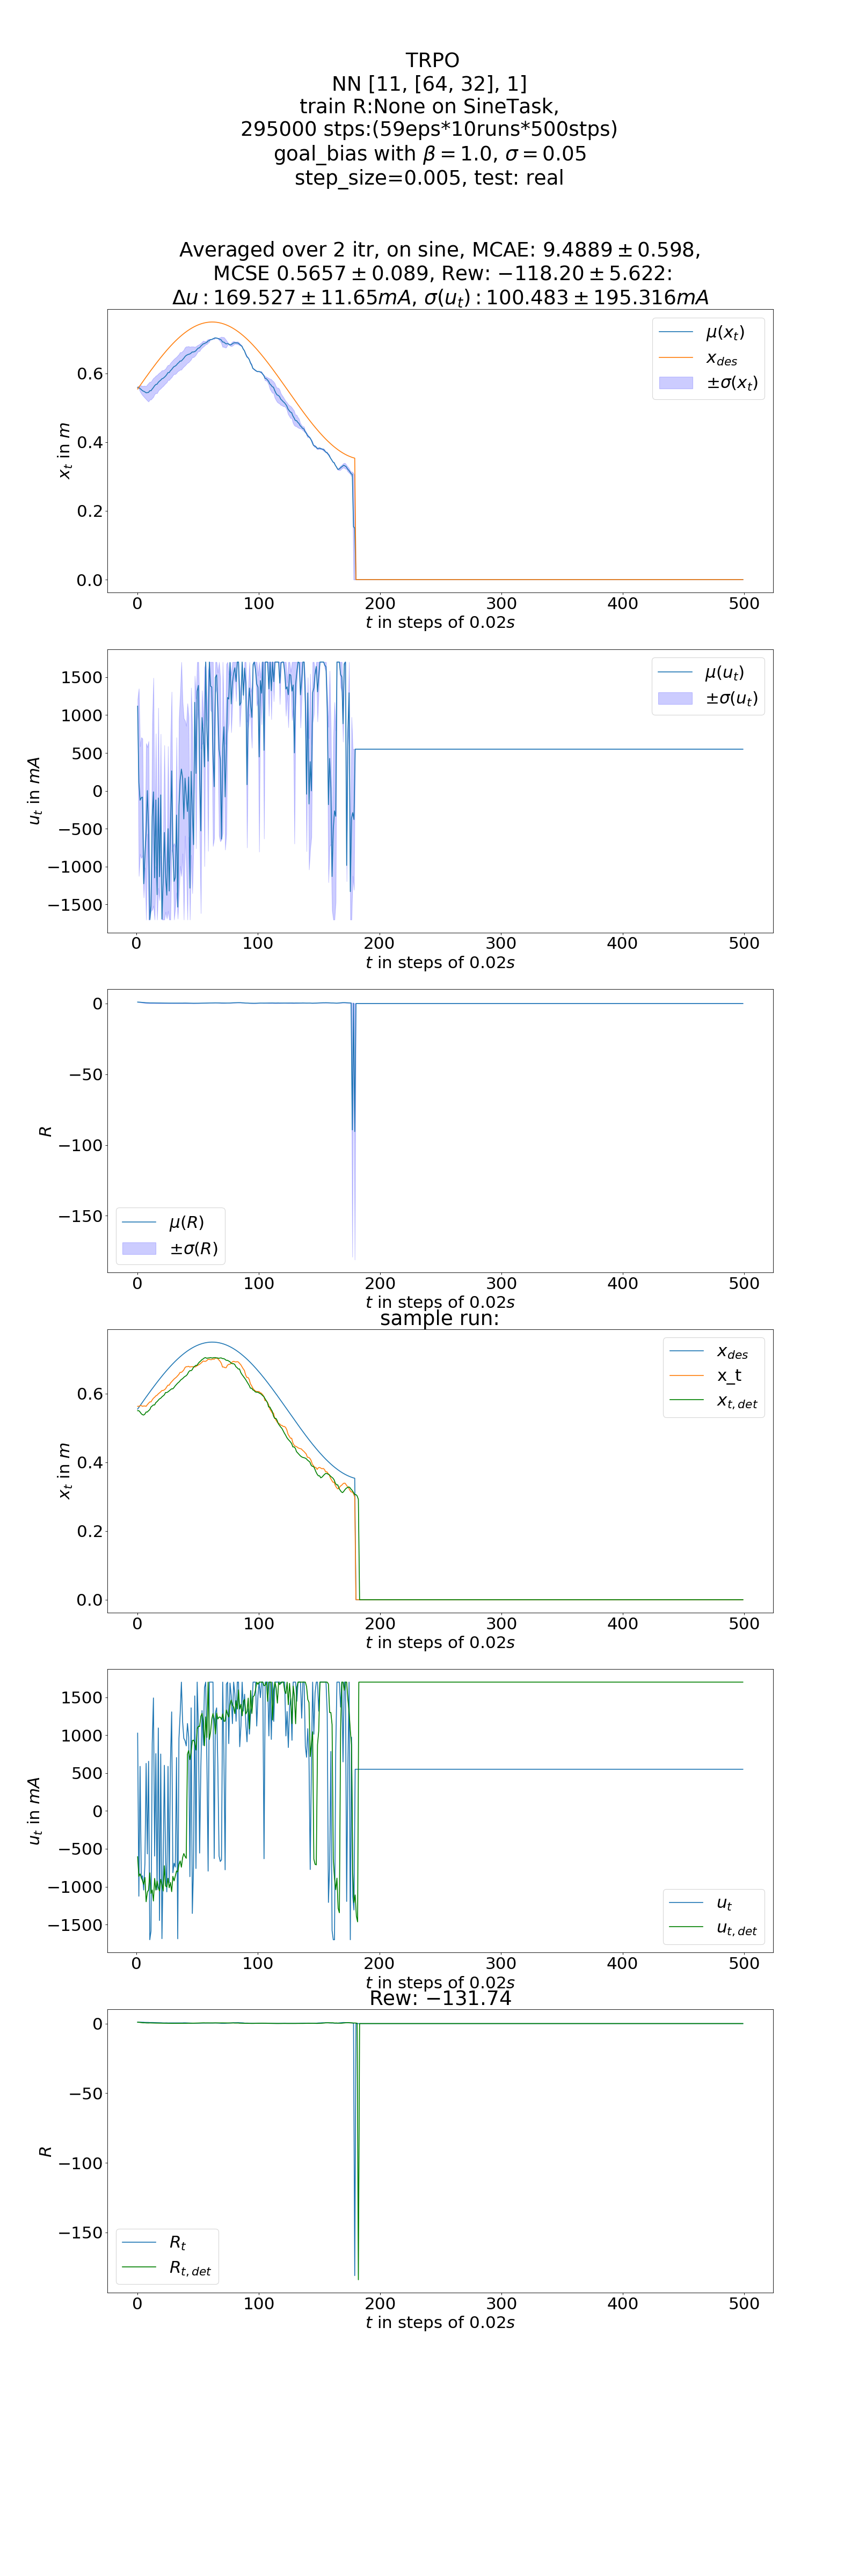 TRPO
NN [11, [64, 32], 1]
train R:None on SineTask,
295000 stps:(59eps*10runs*500stps)
goal_bias with β = 1.0, σ = 0.05
step_size=0.005, test: real
Averaged over 2 itr, on sine, MCAE: 9.4889 ± 0.598,
MCSE 0.5657 ± 0.089, Rew: −118.20 ± 5.622:
Δu : 169.527 ± 11.65mA, σ(u_t) : 100.483 ± 195.316mA
μ(x_t)
x_des
±σ(x_t)
0.6
0.4
0.2
0.0
x_t in m
0 100 200 300 400 500
t in steps of 0.02s
μ(u_t)
±σ(u_t)
1500
1000
500
0
−500
−1000
−1500
u_t in mA
0 100 200 300 400 500
t in steps of 0.02s
0
−50
−100
−150
R
μ(R)
±σ(R)
0 100 200 300 400 500
t in steps of 0.02s
sample run:
x_des
x_t
x_t,det
0.6
0.4
0.2
0.0
x_t in m
0 100 200 300 400 500
t in steps of 0.02s
1500
1000
500
0
−500
−1000
−1500
u_t in mA
u_t
u_t,det
0 100 200 300 400 500
t in steps of 0.02s
Rew: −131.74
0
−50
−100
−150
R
R_t
R_t,det
0 100 200 300 400 500
t in steps of 0.02s